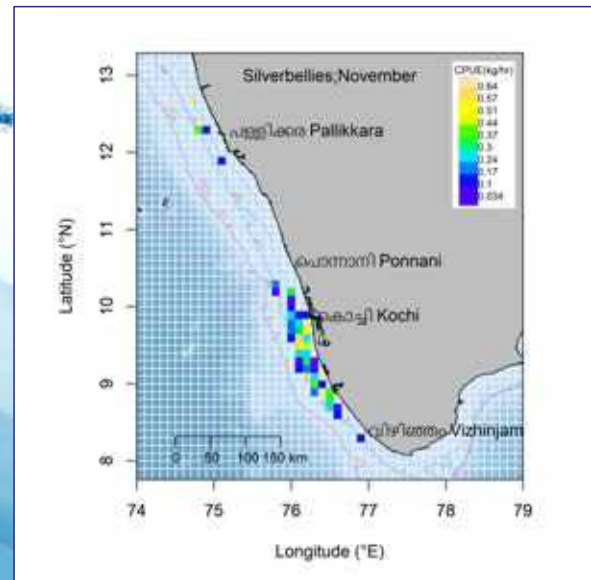 Silverbellies;November
CPUE(kg/hr)
0.64
0.57
0.51
0.44
0.37
0.3
0.24
0.17
0.1
0.034
പള്ളിക്കര Pallikkara
പൊന്നാനി Ponnani
കൊച്ചി Kochi
വിഴിഞ്ഞം Vizhinjam
Latitude (°N)
13
12
11
10
9
8
0 50 100 150 km
74 75 76 77 78 79
Longitude (°E)